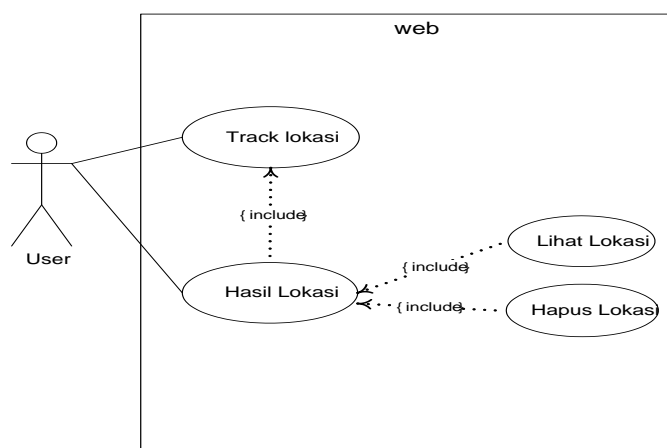 web
Track lokasi
{ include }
User
Hasil Lokasi
{ include }
Lihat Lokasi
{ include }
Hapus Lokasi